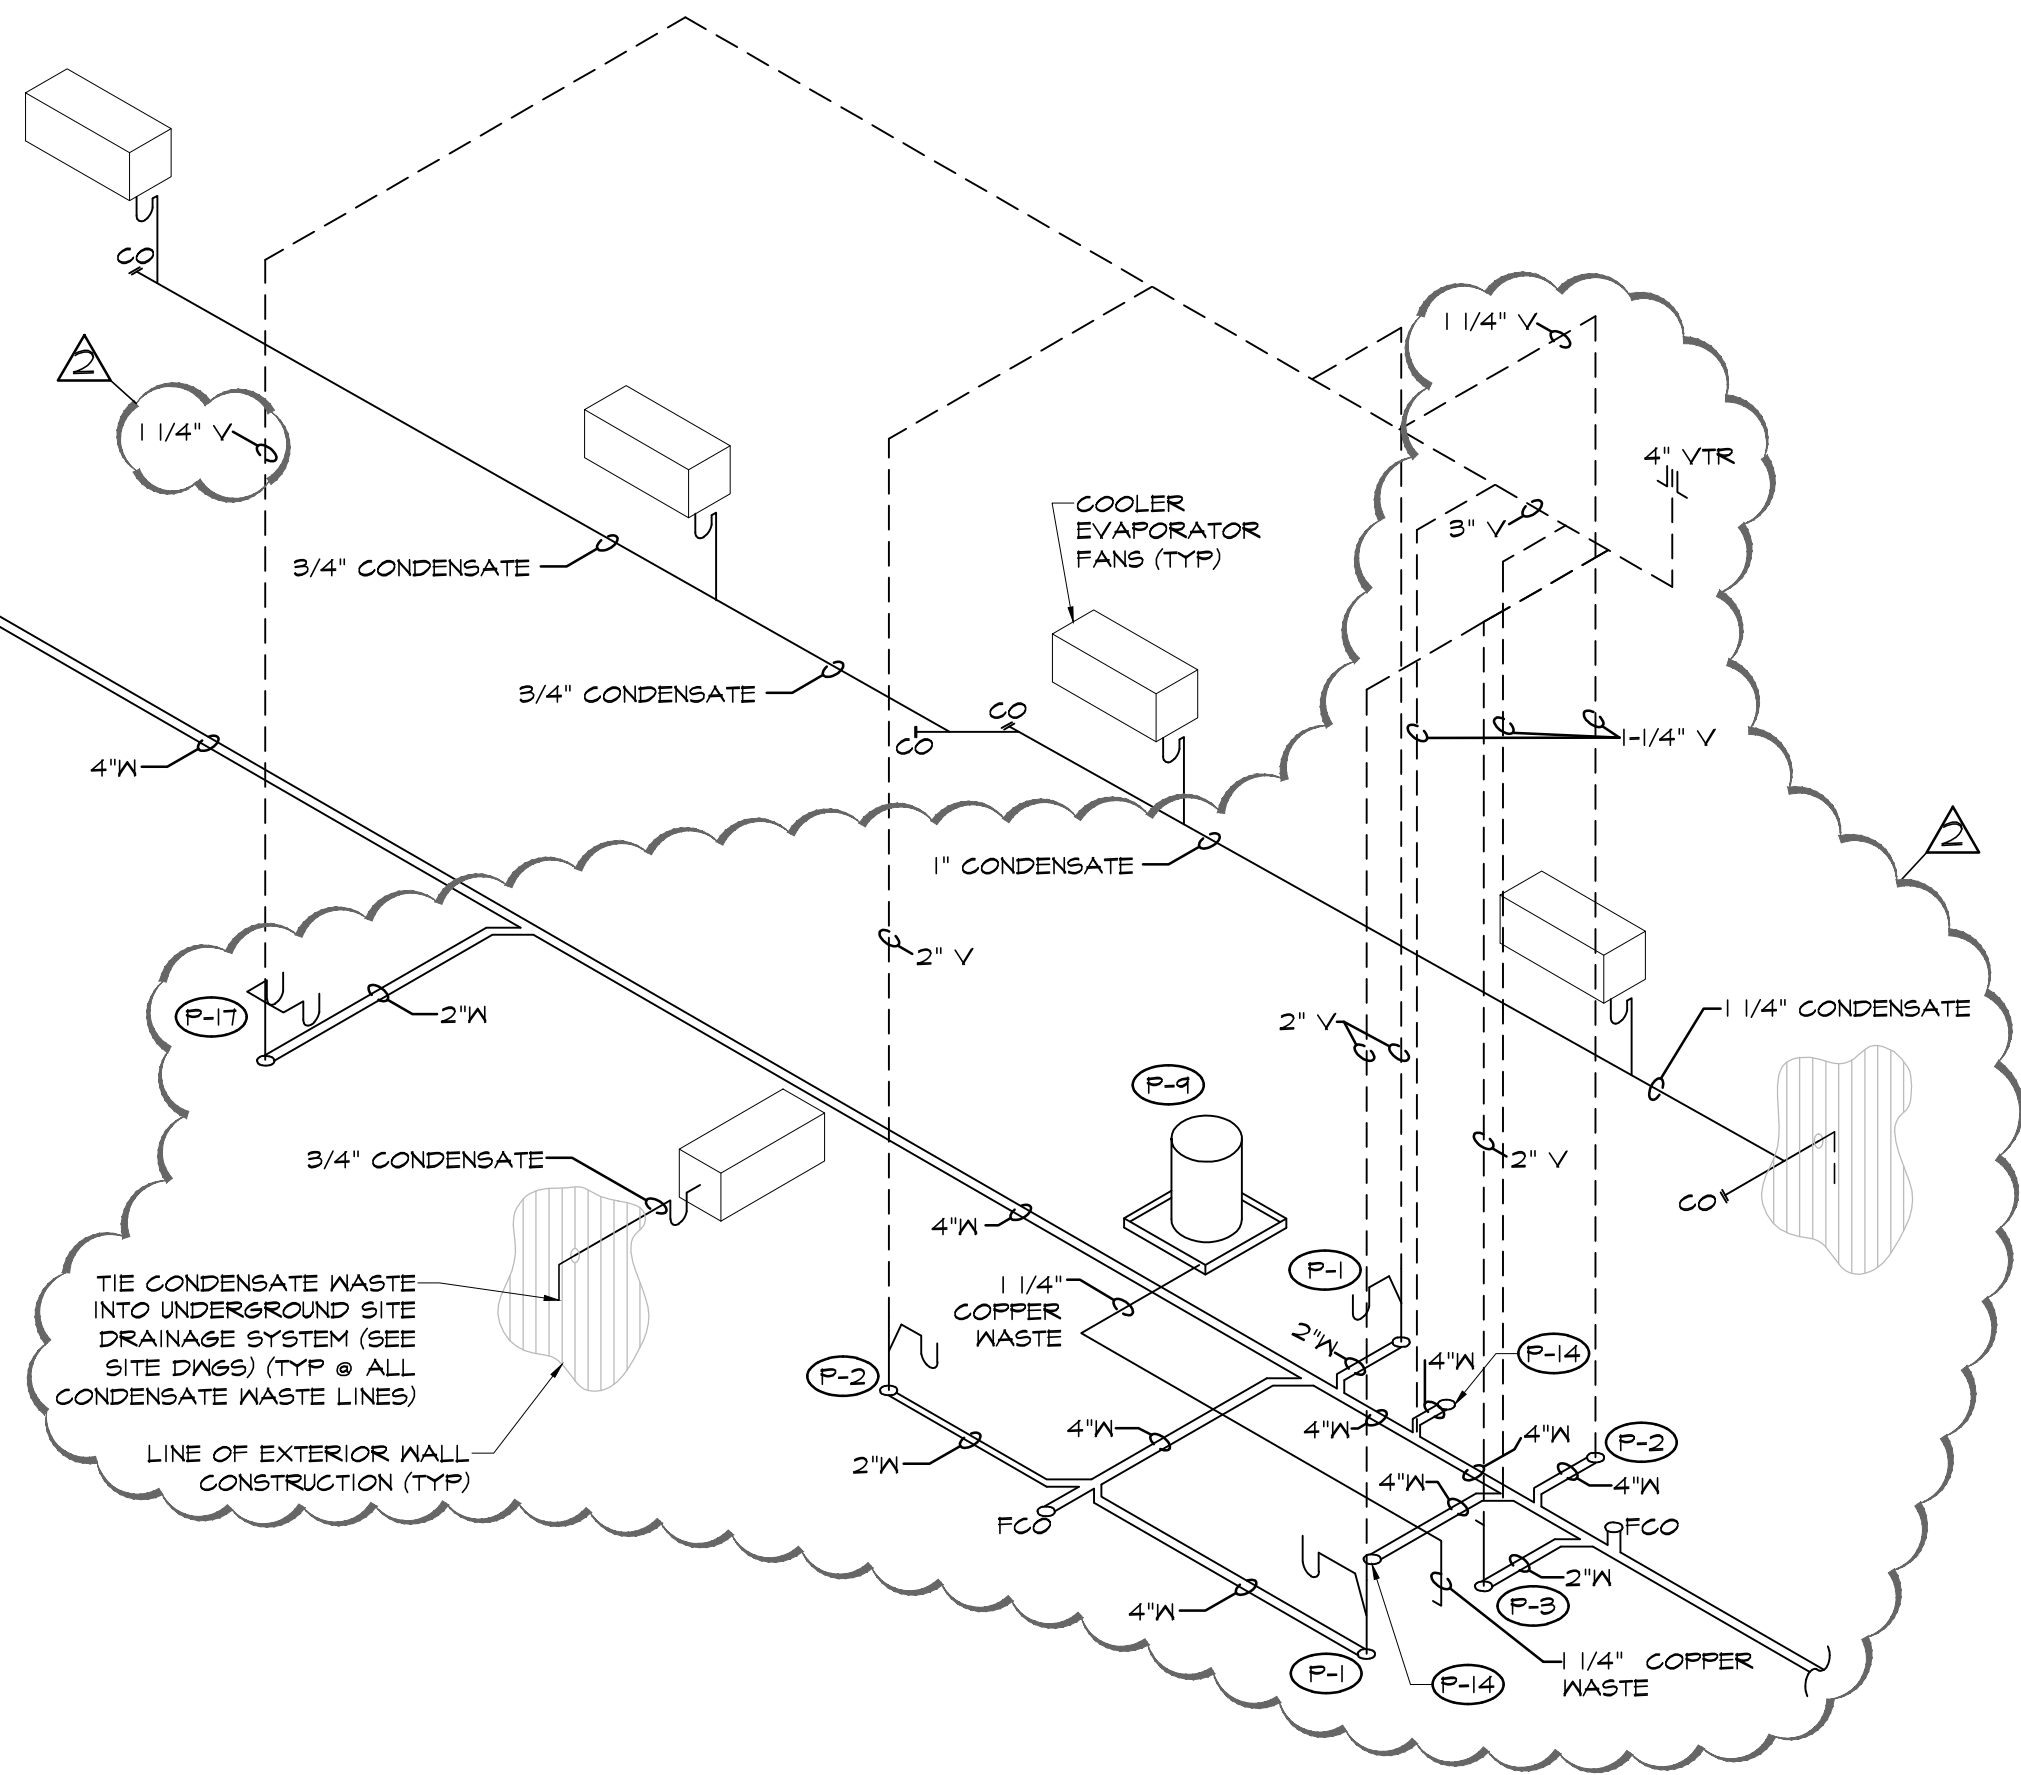 CO
1 1/4" V
4" VTR
2
1 1/4" V
COOLER
EVAPORATOR
FANS (TYP)
3" V
3/4" CONDENSATE
3/4" CONDENSATE
CO
CO
1-1/4" V
4"W
2
1" CONDENSATE
2" V
P-17
2"W
2" V
1 1/4" CONDENSATE
P-9
3/4" CONDENSATE
2" V
CO
4"W
TIE CONDENSATE WASTE
INTO UNDERGROUND SITE
DRAINAGE SYSTEM (SEE
SITE DWGS) (TYP @ ALL
CONDENSATE WASTE LINES)
1 1/4"
COPPER
WASTE
P-1
2"W
4"W
P-14
P-2
4"W
4"W
4"W
P-2
LINE OF EXTERIOR WALL
CONSTRUCTION (TYP)
2"W
4"W
4"W
FCO
FCO
2"W
P-3
4"W
P-1
P-14
1 1/4" COPPER
WASTE